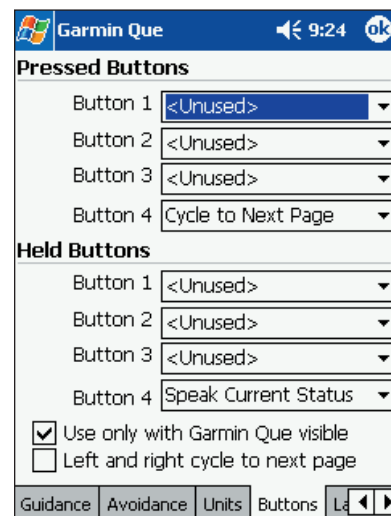 Garmin Que 9:24 ok
Pressed Buttons
Button 1 <Unused>
Button 2 <Unused>
Button 3 <Unused>
Button 4 Cycle to Next Page
Held Buttons
Button 1 <Unused>
Button 2 <Unused>
Button 3 <Unused>
Button 4 Speak Current Status
Use only with Garmin Que visible
Left and right cycle to next page
Guidance Avoidance Units Buttons